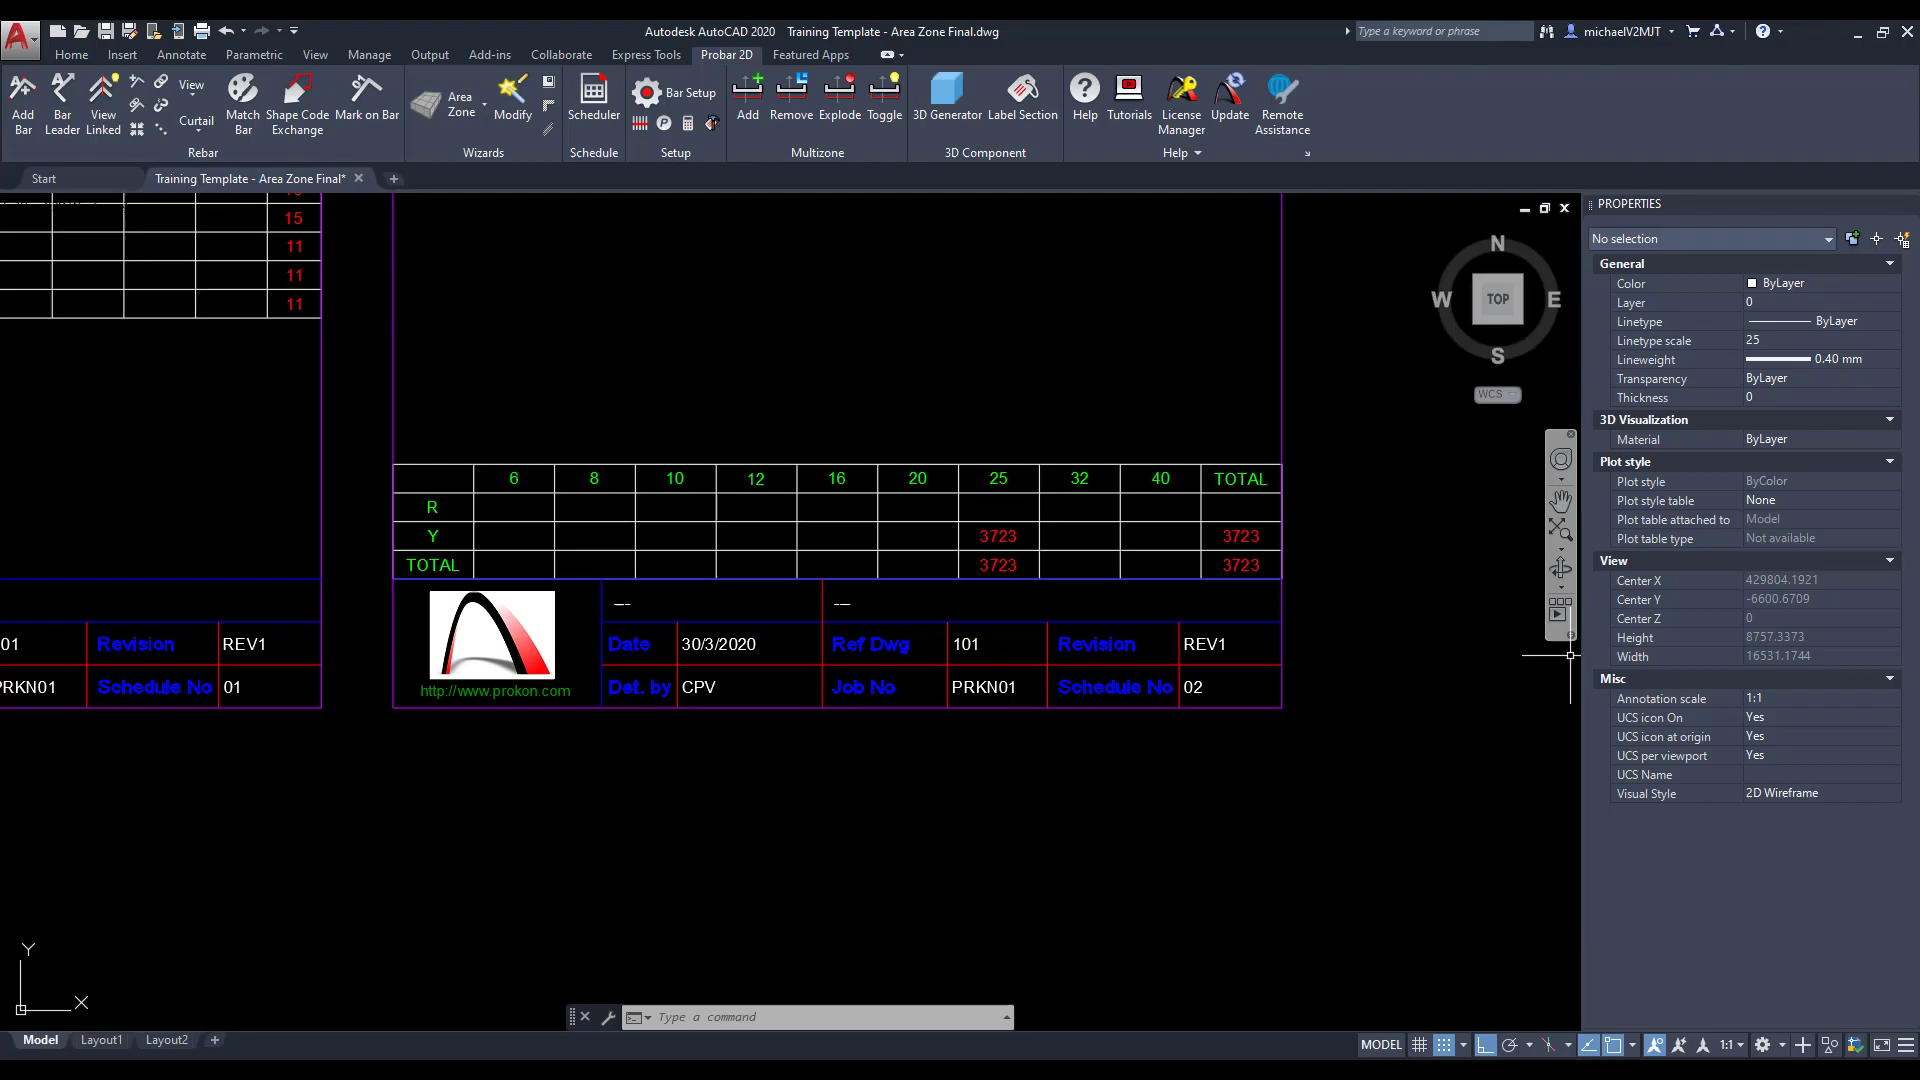 Autodesk AutoCAD 2020 Training Template - Area Zone Final.dwg
Type a keyword or phrase
michaelV2MJT
Home Insert Annotate Parametric View Manage Output Add-ins Collaborate Express Tools Probar 2D Featured Apps
Add Bar
Bar Leader
View Linked
View
Curtail
Match Bar
Shape Code Exchange
Mark on Bar
Rebar
Area Zone
Modify
Wizards
Scheduler
Schedule
Bar Setup
Setup
Add Remove Explode Toggle
Multizone
3D Generator Label Section
3D Component
Help
Tutorials
License Manager
Update
Remote Assistance
Help
Start
Training Template - Area Zone Final*
15
11
11
11
01 Revision REV1
PRKN01 Schedule No 01
6 8 10 12 16 20 25 32 40 TOTAL
R
Y 3723 3723
TOTAL 3723 3723
--- ---
Date 30/3/2020 Ref Dwg 101 Revision REV1
http://www.prokon.com
Det. by CPV Job No PRKN01 Schedule No 02
N
W TOP E
S
WCS
PROPERTIES
No selection
General
Color ByLayer
Layer 0
Linetype ByLayer
Linetype scale 25
Lineweight 0.40 mm
Transparency ByLayer
Thickness 0
3D Visualization
Material ByLayer
Plot style
Plot style ByColor
Plot style table None
Plot table attached to Model
Plot table type Not available
View
Center X 429804.1921
Center Y -6600.6709
Center Z 0
Height 8757.3373
Width 16531.1744
Misc
Annotation scale 1:1
UCS icon On Yes
UCS icon at origin Yes
UCS per viewport Yes
UCS Name
Visual Style 2D Wireframe
Y
X
Type a command
Model Layout1 Layout2
MODEL 1:1